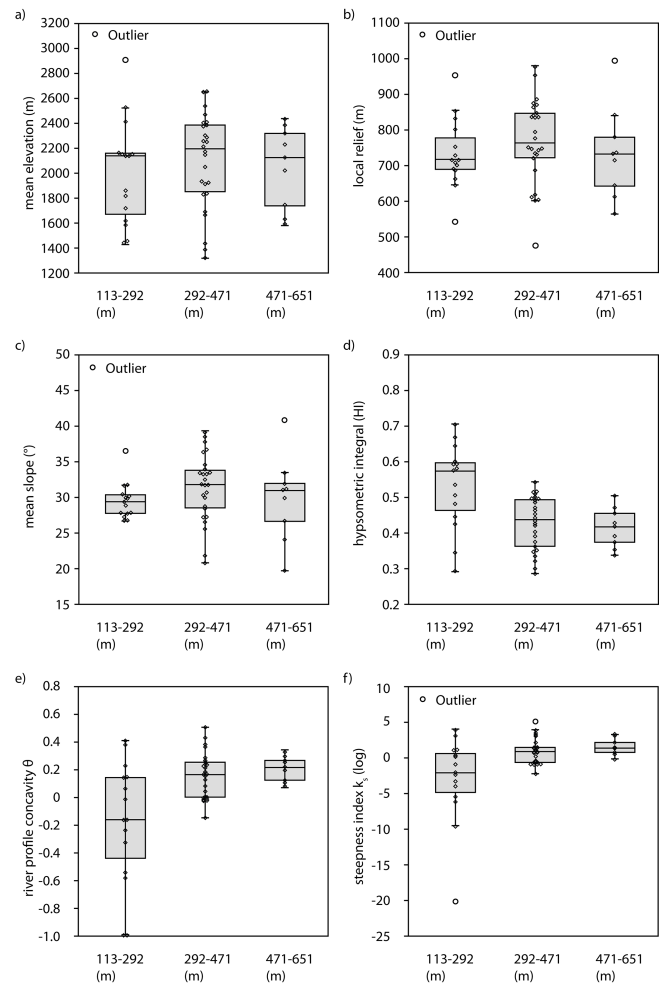 a)
3200
3000
2800
2600
2400
2200
2000
1800
1600
1400
1200
mean elevation (m)
Outlier
113-292 (m)
292-471 (m)
471-651 (m)
b)
1100
1000
900
800
700
600
500
400
local relief (m)
Outlier
113-292 (m)
292-471 (m)
471-651 (m)
c)
50
45
40
35
30
25
20
15
mean slope (°)
Outlier
113-292 (m)
292-471 (m)
471-651 (m)
d)
0.9
0.8
0.7
0.6
0.5
0.4
0.3
0.2
hypsometric integral (HI)
113-292 (m)
292-471 (m)
471-651 (m)
e)
0.8
0.6
0.4
0.2
0
-0.2
-0.4
-0.6
-0.8
-1.0
river profile concavity θ
113-292 (m)
292-471 (m)
471-651 (m)
f)
10
5
0
-5
-10
-15
-20
-25
steepness index ks (log)
Outlier
113-292 (m)
292-471 (m)
471-651 (m)